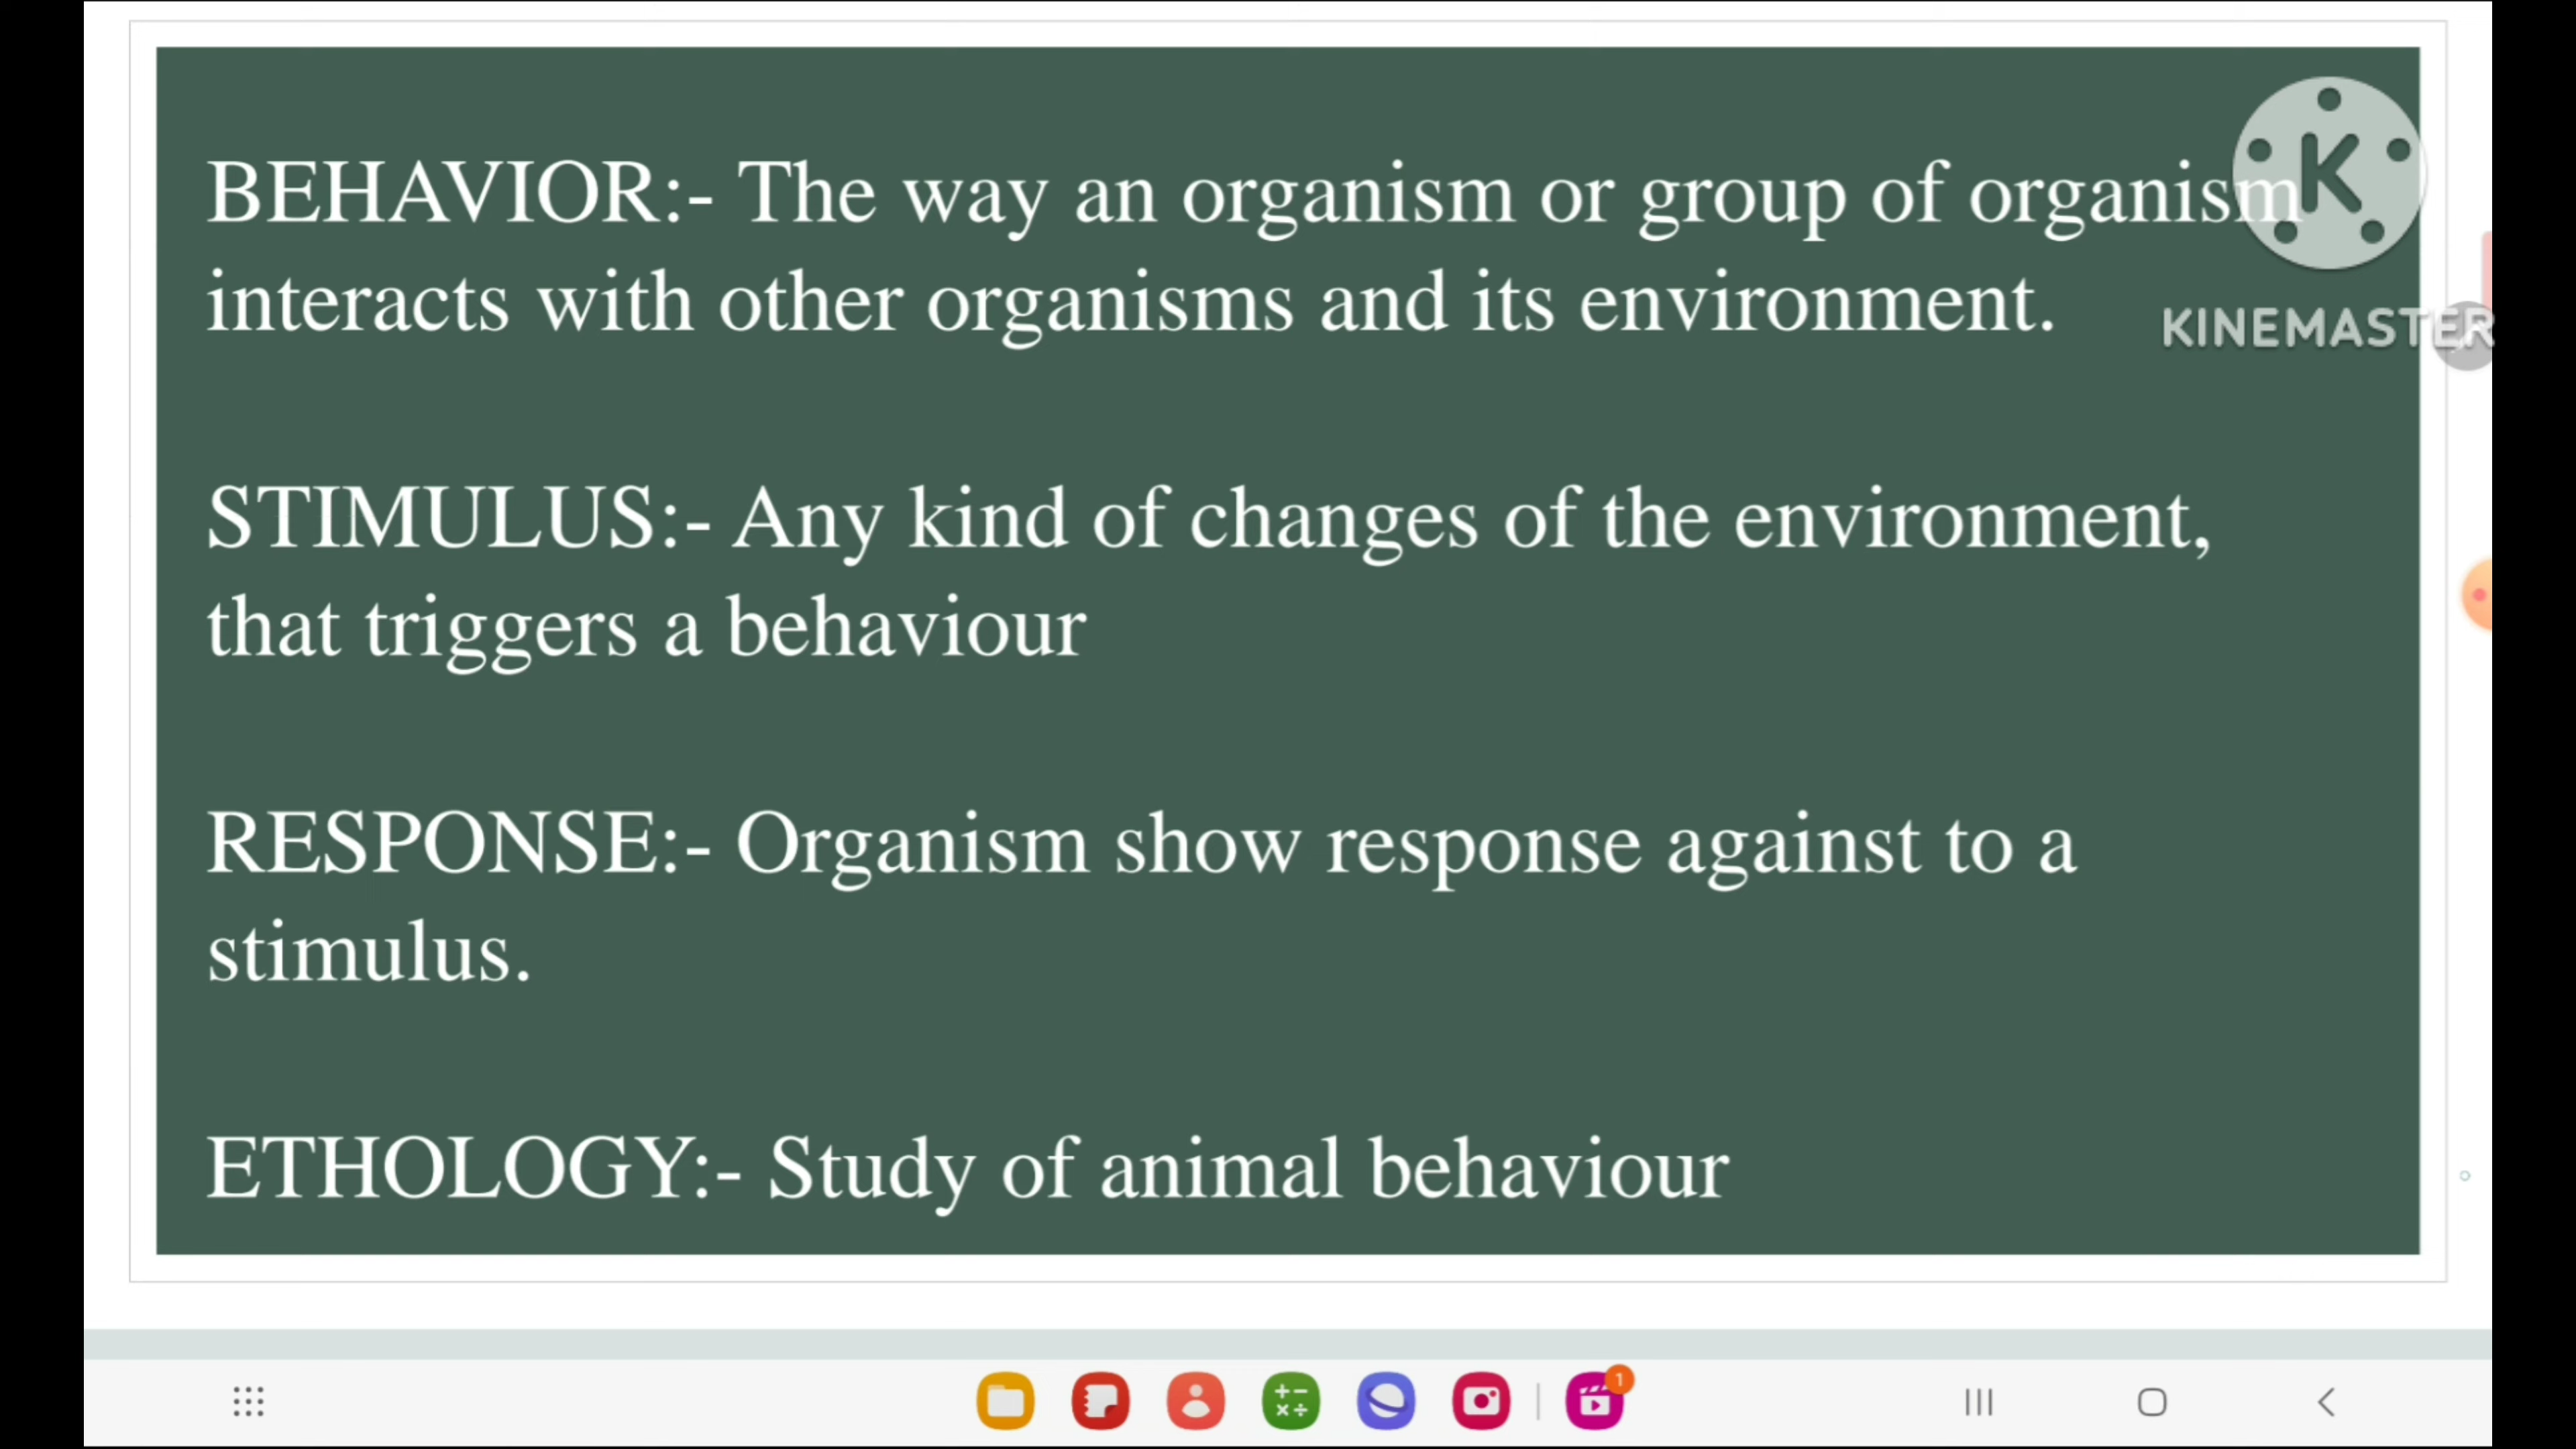 BEHAVIOR:- The way an organism or group of organism
interacts with other organisms and its environment.
K
KINEMASTER
STIMULUS:- Any kind of changes of the environment,
that triggers a behaviour
RESPONSE:- Organism show response against to a
stimulus.
ETHOLOGY:- Study of animal behaviour
1